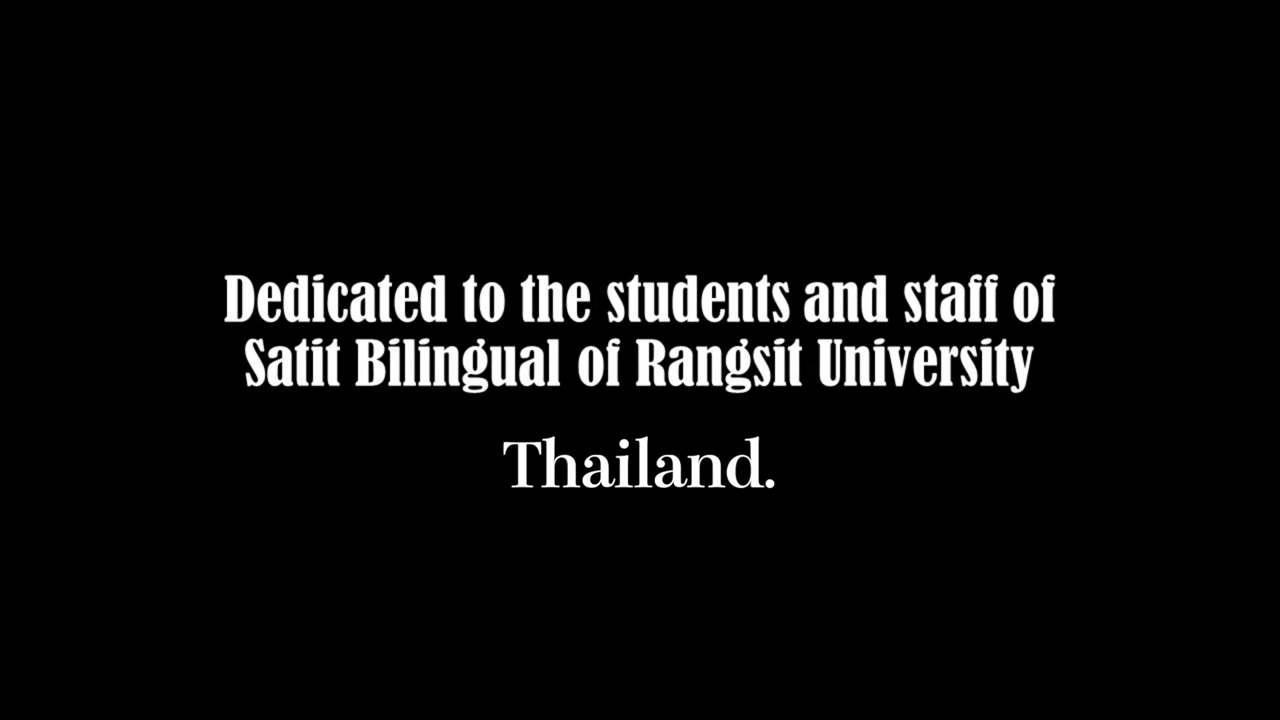 Dedicated to the students and staff of
Satit Bilingual of Rangsit University
Thailand.